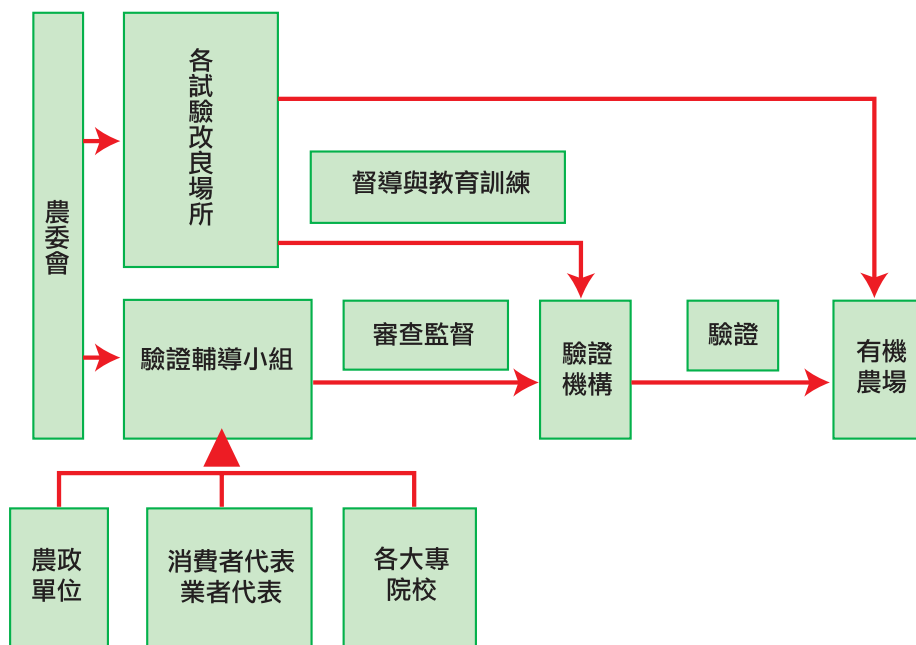 農委會
各試驗改良場所
督導與教育訓練
驗證輔導小組
審查監督
驗證
機構
驗證
有機
農場
農政
單位
消費者代表
業者代表
各大專
院校